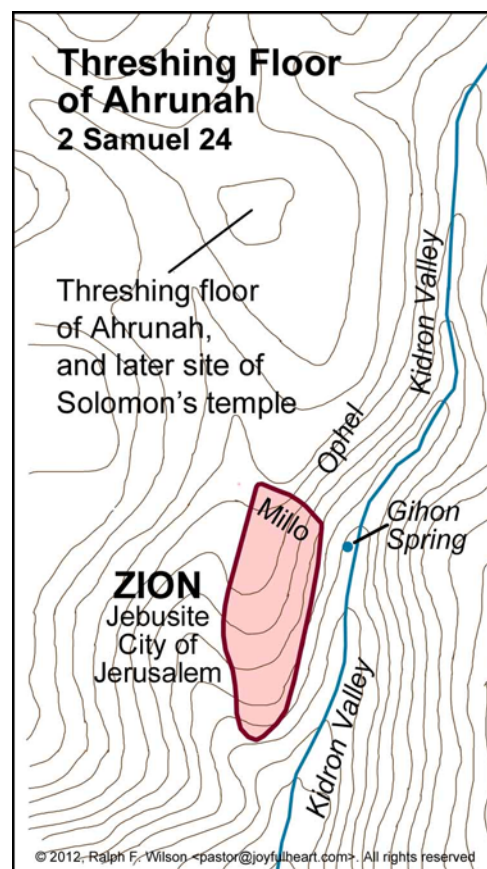 Threshing Floor
of Ahrunah
2 Samuel 24
Threshing floor
of Ahrunah,
and later site of
Solomon's temple
Kidron Valley
Ophel
Millo
Gihon
Spring
ZION
Jebusite
City of
Jerusalem
Kidron Valley
© 2012, Ralph F. Wilson <pastor@joyfulheart.com>. All rights reserved